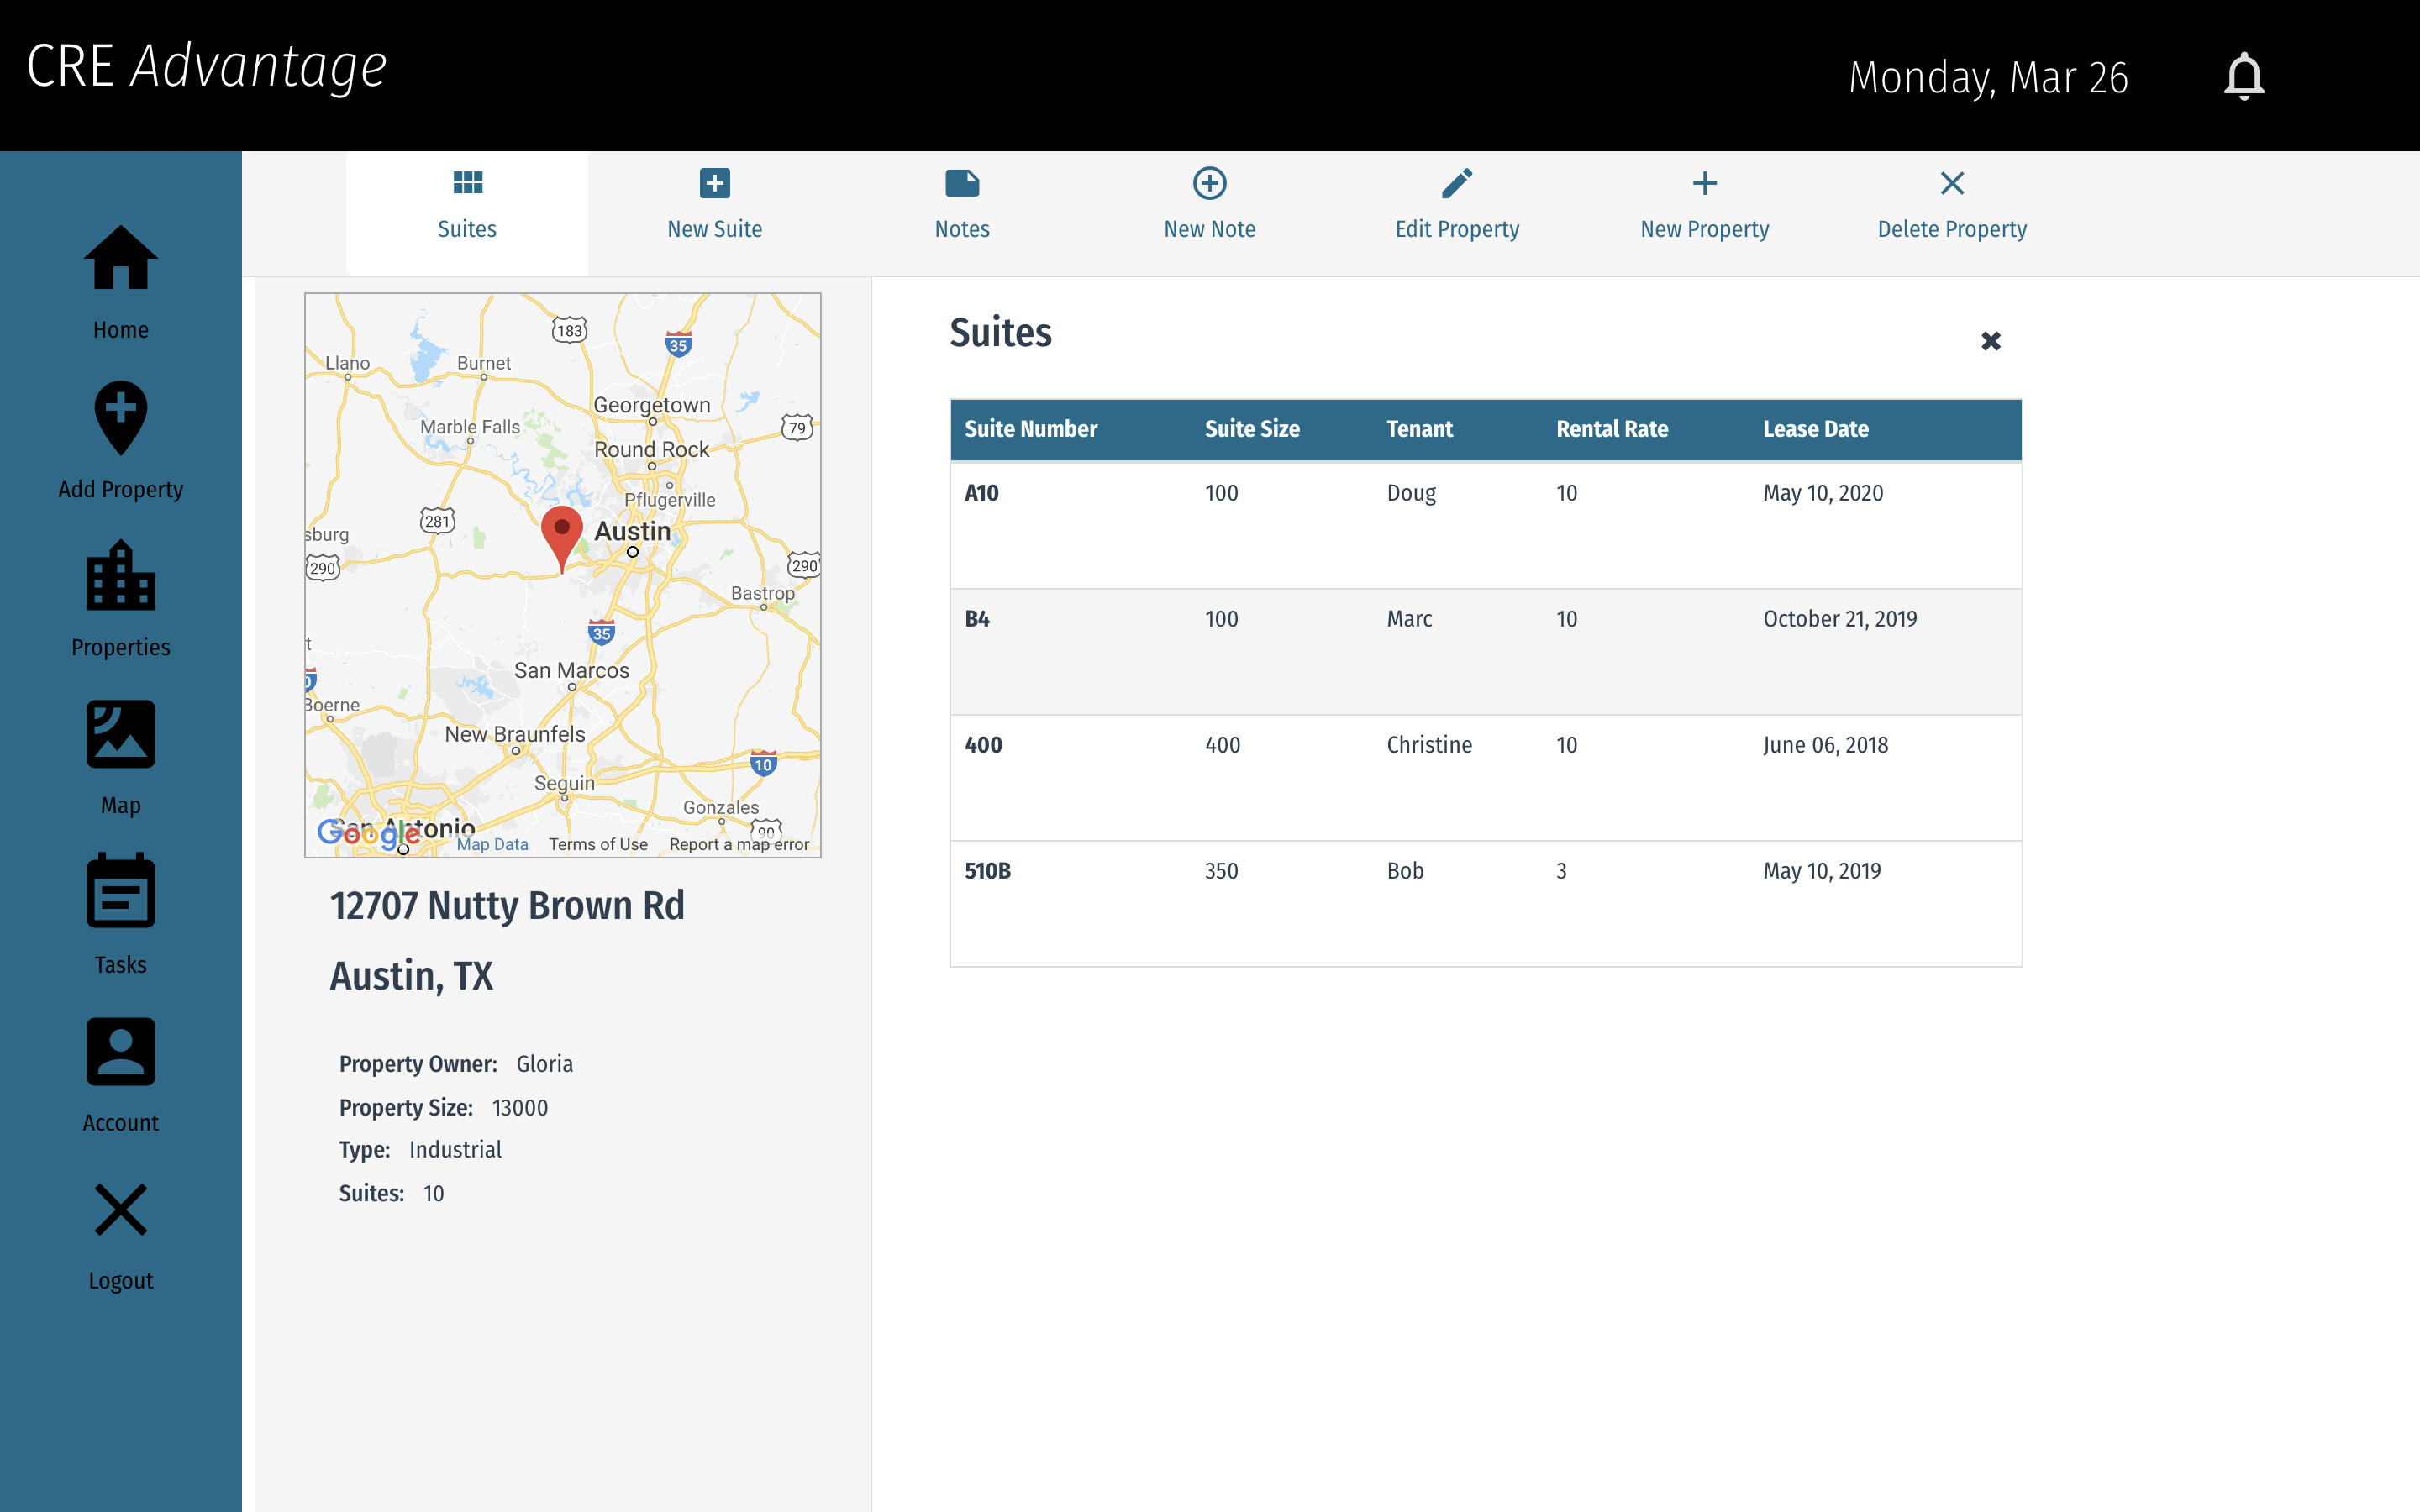 CRE Advantage
Monday, Mar 26
Home
Add Property
Properties
Map
Tasks
Account
Logout
Suites
New Suite
Notes
New Note
Edit Property
New Property
Delete Property
183
35
Llano
Burnet
Georgetown
79
Marble Falls
Round Rock
Pflugerville
281
Austin
sburg
290
290
Bastrop
35
t
San Marcos
0
Boerne
New Braunfels
10
Seguin
Gonzales
90
San Antonio
Google
Map Data
Terms of Use
Report a map error
12707 Nutty Brown Rd
Austin, TX
Property Owner: Gloria
Property Size: 13000
Type: Industrial
Suites: 10
Suites
Suite Number Suite Size Tenant Rental Rate Lease Date
A10 100 Doug 10 May 10, 2020
B4 100 Marc 10 October 21, 2019
400 400 Christine 10 June 06, 2018
510B 350 Bob 3 May 10, 2019